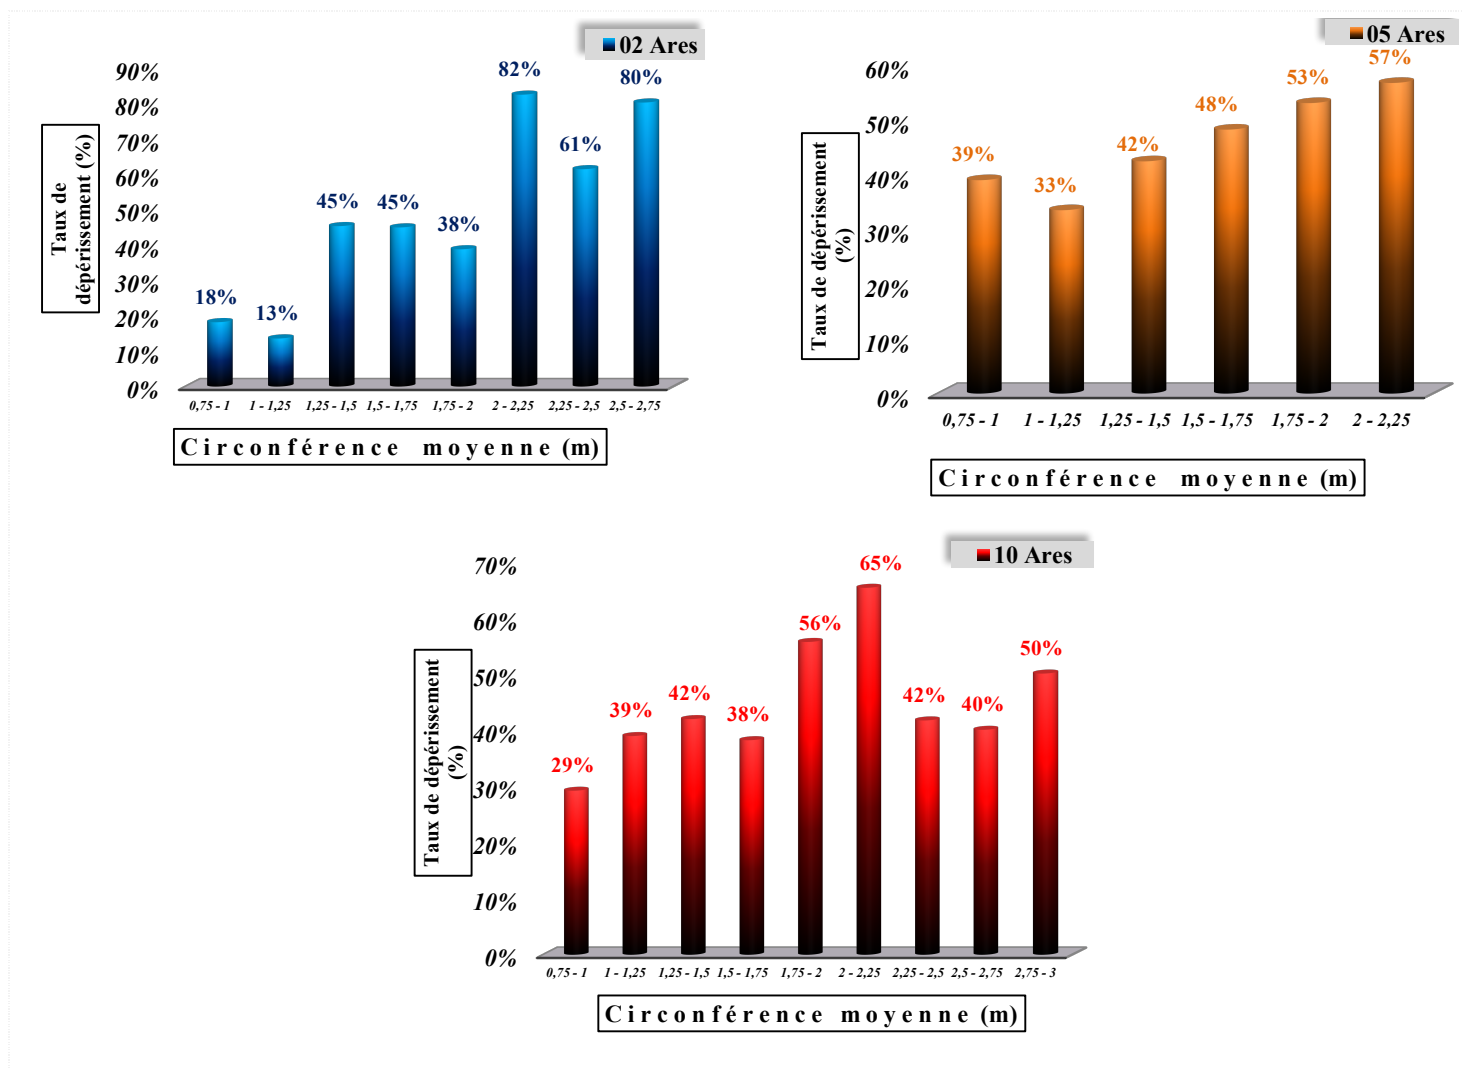 02 Ares
90%
80%
70%
60%
50%
40%
30%
20%
10%
0%
Taux de
dépérissement (%)
18%
13%
45%
45%
38%
82%
61%
80%
0,75 - 1
1 - 1,25
1,25 - 1,5
1,5 - 1,75
1,75 - 2
2 - 2,25
2,25 - 2,5
2,5 - 2,75
Circonférence moyenne (m)
05 Ares
60%
50%
40%
30%
20%
10%
0%
Taux de dépérissement
(%)
39%
33%
42%
48%
53%
57%
0,75 - 1
1 - 1,25
1,25 - 1,5
1,5 - 1,75
1,75 - 2
2 - 2,25
Circonférence moyenne (m)
10 Ares
70%
60%
50%
40%
30%
20%
10%
0%
Taux de dépérissement
(%)
29%
39%
42%
38%
56%
65%
42%
40%
50%
0,75 - 1
1 - 1,25
1,25 - 1,5
1,5 - 1,75
1,75 - 2
2 - 2,25
2,25 - 2,5
2,5 - 2,75
2,75 - 3
Circonférence moyenne (m)